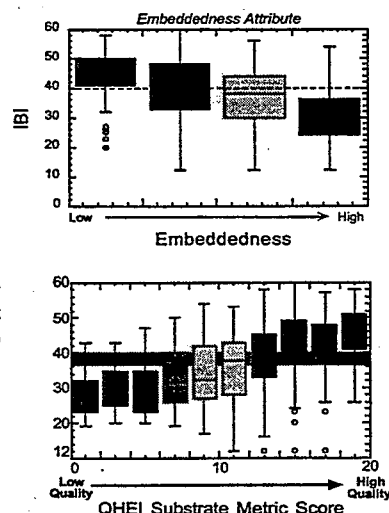 Embeddedness Attribute
60
50
40
30
20
10
0
IBI
Low
High
Embeddedness
60
50
40
30
20
12
0
10
20
Low
Quality
High
Quality
QHEI Substrate Metric Score